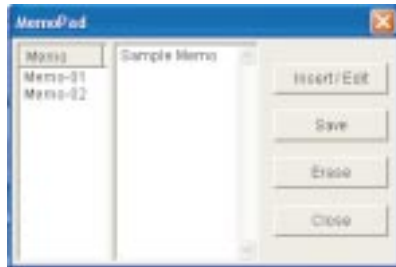 MemoPad
Memo
Memo-01
Memo-02
Sample Memo
Insert/Edit
Save
Erase
Close